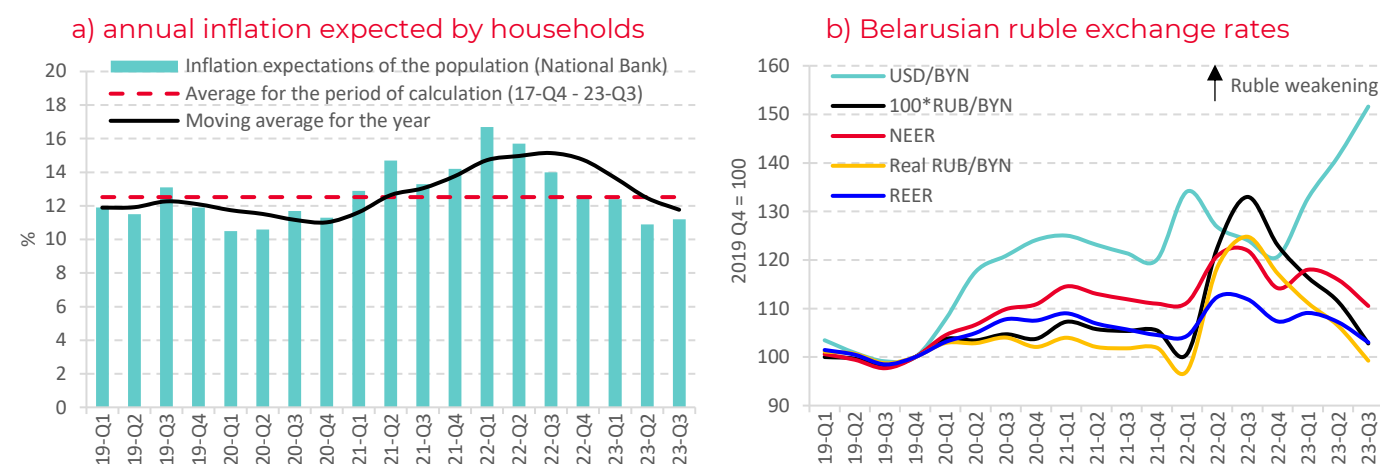 a) annual inflation expected by households
20
18
16
14
12
10
8
6
4
2
0
%
Inflation expectations of the population (National Bank)
Average for the period of calculation (17-Q4 - 23-Q3)
Moving average for the year
19-Q1
19-Q2
19-Q3
19-Q4
20-Q1
20-Q2
20-Q3
20-Q4
21-Q1
21-Q2
21-Q3
21-Q4
22-Q1
22-Q2
22-Q3
22-Q4
23-Q1
23-Q2
23-Q3
b) Belarusian ruble exchange rates
160
150
140
130
120
110
100
90
2019 Q4 = 100
USD/BYN
100*RUB/BYN
NEER
Real RUB/BYN
REER
Ruble weakening
19-Q1
19-Q2
19-Q3
19-Q4
20-Q1
20-Q2
20-Q3
20-Q4
21-Q1
21-Q2
21-Q3
21-Q4
22-Q1
22-Q2
22-Q3
22-Q4
23-Q1
23-Q2
23-Q3